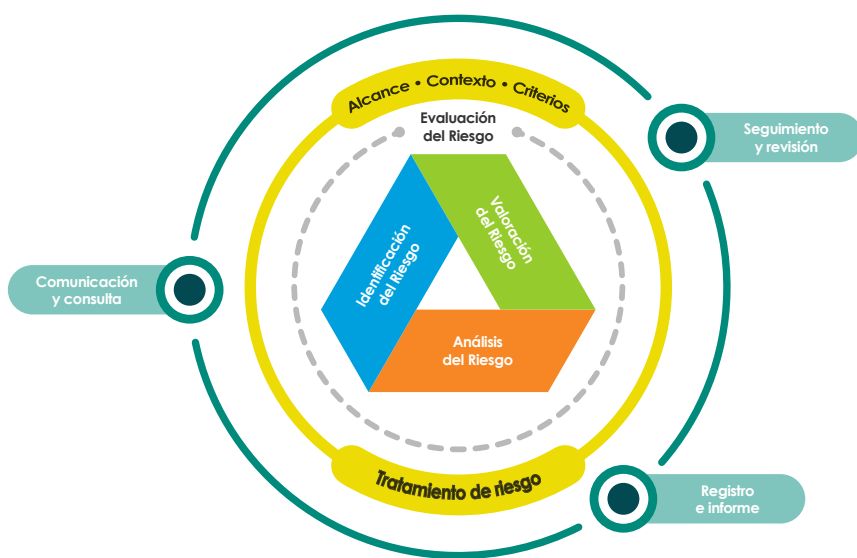 Alcance • Contexto • Criterios
Evaluación
del Riesgo
Seguimiento
y revisión
Identificación
del Riesgo
Valoración
del Riesgo
Comunicación
y consulta
Análisis
del Riesgo
Tratamiento de riesgo
Registro
e informe